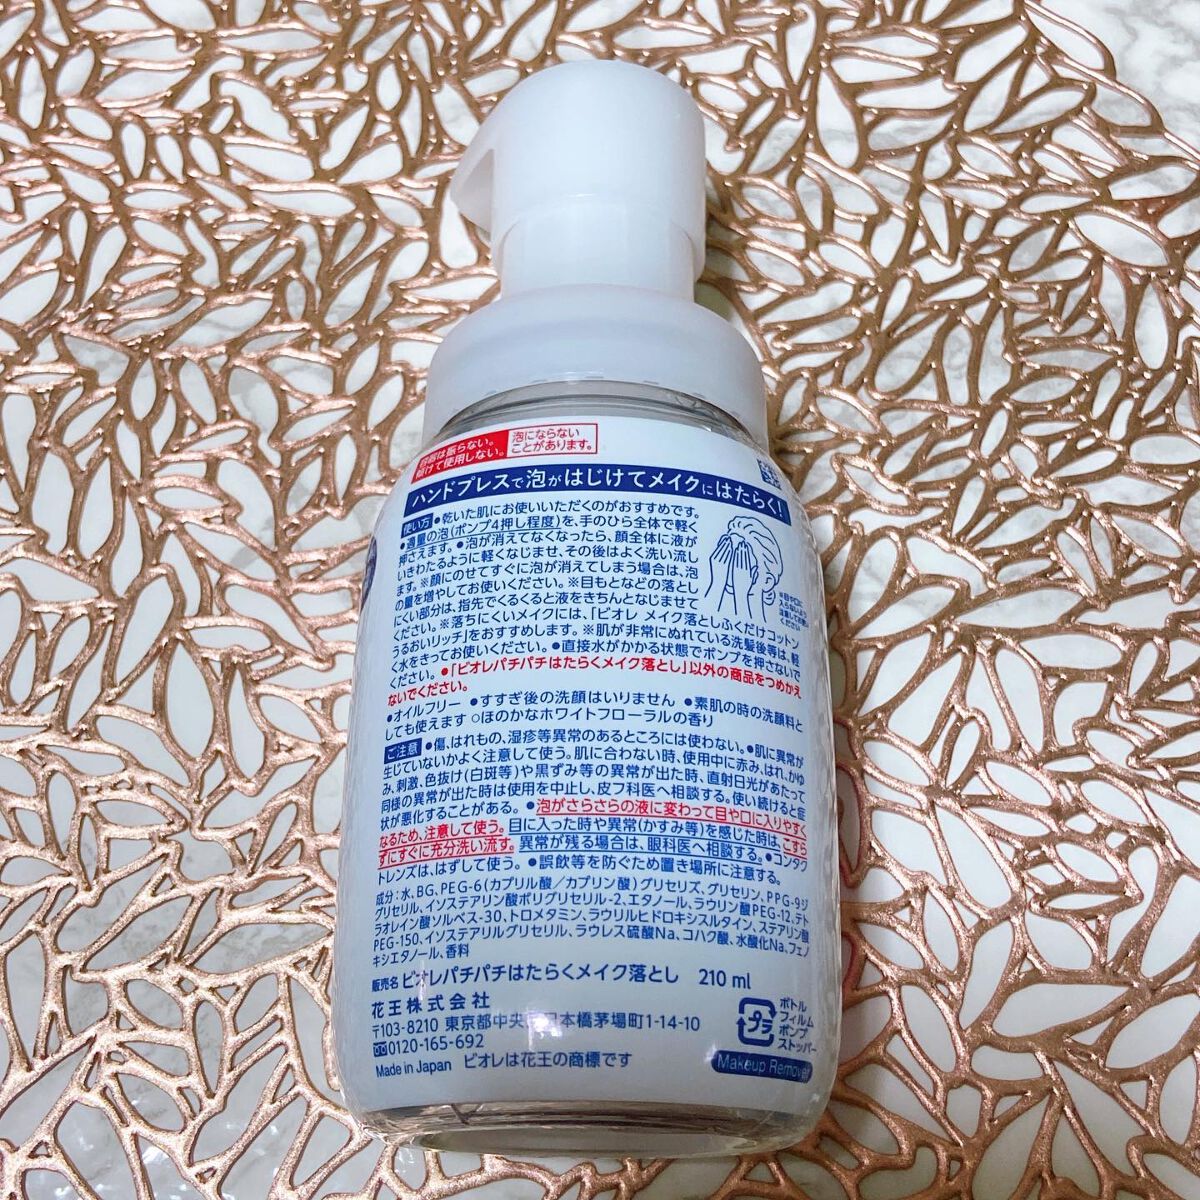 容器は振らない。
傾けて使用しない。
泡にならない
ことがあります。
ハンドプレスで泡がはじけてメイクにはたらく!
使い方 ●乾いた肌にお使いいただくのがおすすめです。
●適量の泡(ポンプ4押し程度)を、手のひら全体で軽く
押さえます。●泡が消えてなくなったら、顔全体に液が
いきわたるように軽くなじませ、その後はよく洗い流し
ます。※顔にのせてすぐに泡が消えてしまう場合は、泡
の量を増やしてお使いください。※目もとなどの落とし
にくい部分は、指先でくるくると液をきちんとなじませて
ください。※落ちにくいメイクには、「ビオレ メイク落としふくだけコットン
うるおいリッチ」をおすすめします。※肌が非常にぬれている洗髪後等は、軽
く水をきってお使いください。●直接水がかかる状態でポンプを押さないで
ください。●「ビオレパチパチはたらくメイク落とし」以外の商品をつめかえ
ないでください。
●オイルフリー ●すすぎ後の洗顔はいりません ●素肌の時の洗顔料と
しても使えます ○ほのかなホワイトフローラルの香り
ご注意 ●傷、はれもの、湿疹等異常のあるところには使わない。●肌に異常が
生じていないかよく注意して使う。肌に合わない時、使用中に赤み、はれ、かゆ
み、刺激、色抜け(白斑等)や黒ずみ等の異常が出た時、直射日光があたって
同様の異常が出た時は使用を中止し、皮フ科医へ相談する。使い続けると症
状が悪化することがある。●泡がさらさらの液に変わって目や口に入りやすく
なるため、注意して使う。目に入った時や異常(かすみ等)を感じた時は、こすら
ずにすぐに充分洗い流す。異常が残る場合は、眼科医へ相談する。●コンタク
トレンズは、はずして使う。●誤飲等を防ぐため置き場所に注意する。
成分:水、BG、PEG-6(カプリル酸/カプリン酸)グリセリズ、グリセリン、PPG-9ジ
グリセリル、イソステアリン酸ポリグリセリル-2、エタノール、ラウリン酸PEG-12、テト
ラオレイン酸ソルベス-30、トロメタミン、ラウリルヒドロキシスルタイン、ステアリン酸
PEG-150、イソステアリルグリセリル、ラウレス硫酸Na、コハク酸、水酸化Na、フェノ
キシエタノール、香料
販売名 ビオレパチパチはたらくメイク落とし 210 ml
花王株式会社
〒103-8210 東京都中央 日本橋茅場町1-14-10
0120-165-692
Made in Japan ビオレは花王の商標です
プラ
ボトル
フィルム
ポンプ
ストッパー
Makeup Remover